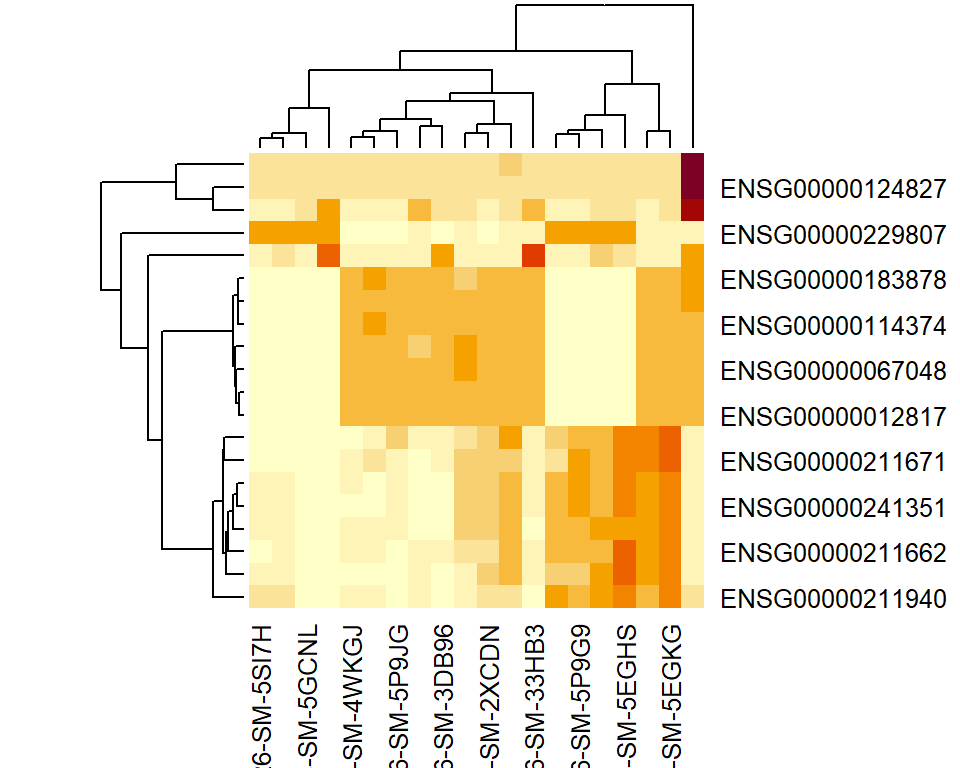 ENSG00000124827
ENSG00000229807
ENSG00000183878
ENSG00000114374
ENSG00000067048
ENSG00000012817
ENSG00000211671
ENSG00000241351
ENSG00000211662
ENSG00000211940
26-SM-5SI7H
-SM-5GCNL
-SM-4WKGJ
6-SM-5P9JG
6-SM-3DB96
-SM-2XCDN
6-SM-33HB3
6-SM-5P9G9
-SM-5EGHS
-SM-5EGKG